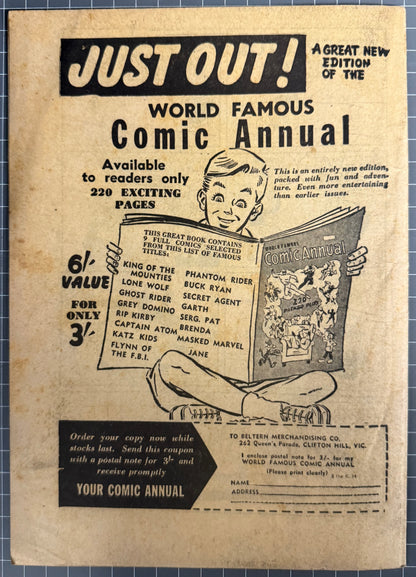 JUST OUT!
A GREAT NEW
EDITION
OF THE
WORLD FAMOUS
Comic Annual
Available
to readers only
220 EXCITING
PAGES
This is an entirely new edition,
packed with fun and adven-
ture. Even more entertaining
than earlier issues.
THIS GREAT BOOK CONTAINS
9 FULL COMICS SELECTED
FROM THIS LIST OF FAMOUS
TITLES.
KING OF THE
MOUNTIES
LONE WOLF
GHOST RIDER
GREY DOMINO
RIP KIRBY
CAPTAIN ATOM
KATZ KIDS
FLYNN OF
THE F.B.I.
PHANTOM RIDER
BUCK RYAN
SECRET AGENT
GARTH
SERG. PAT
BRENDA
MASKED MARVEL
JANE
WORLD FAMOUS
Comic Annual
220
6/-
VALUE
FOR
ONLY
3/-
Order your copy now while
stocks last. Send this coupon
with a postal note for 3/- and
receive promptly
YOUR COMIC ANNUAL
TO BELTERN MERCHANDISING CO.
262 Queen's Parade, CLIFTON HILL, VIC.
I enclose postal note for 3/- for my
WORLD FAMOUS COMIC ANNUAL
(Please print clearly)
NAME
ADDRESS